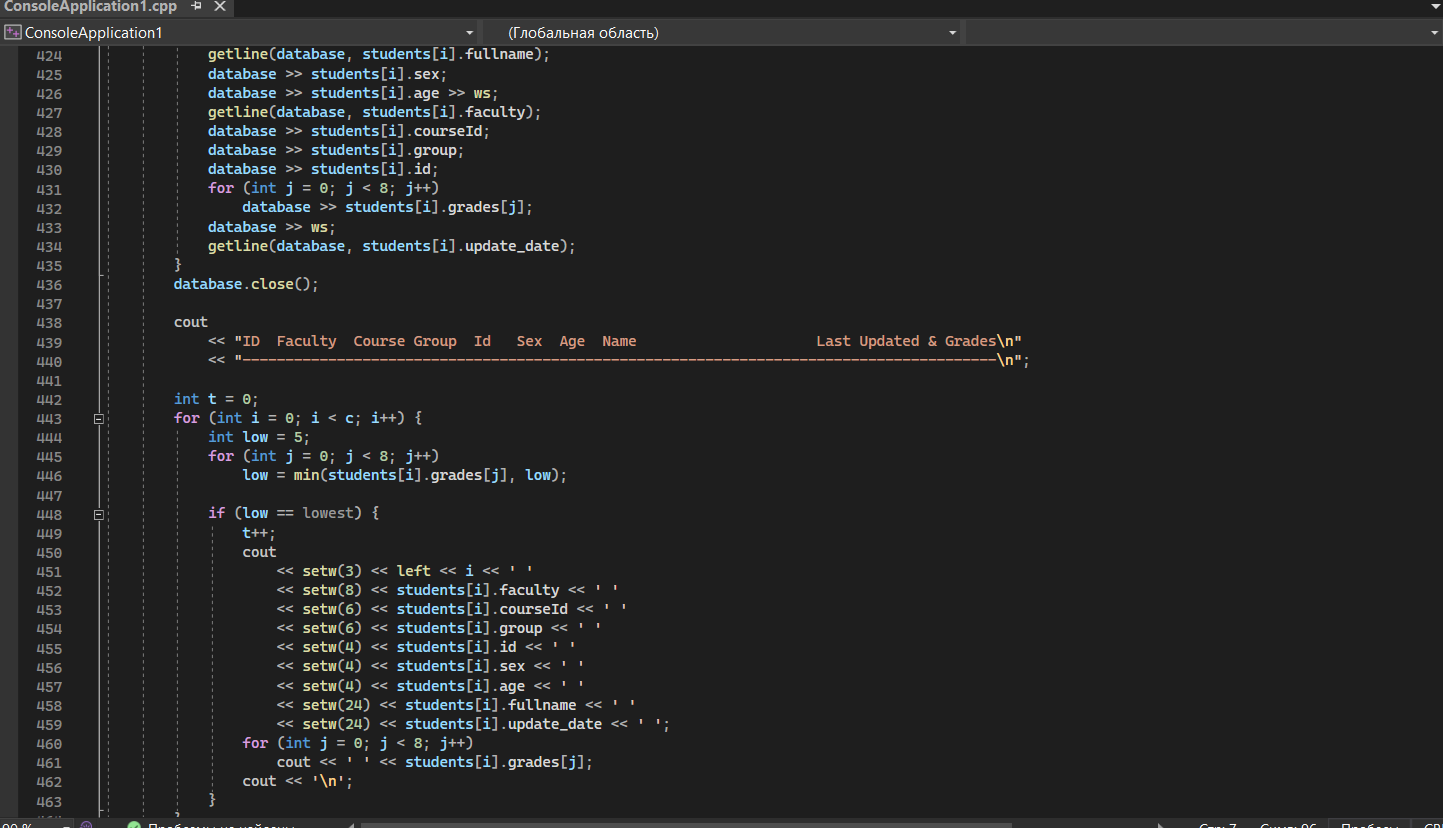 ConsoleApplication1.cpp
ConsoleApplication1 (Глобальная область)
424 getline(database, students[i].fullname);
425 database >> students[i].sex;
426 database >> students[i].age >> ws;
427 getline(database, students[i].faculty);
428 database >> students[i].courseId;
429 database >> students[i].group;
430 database >> students[i].id;
431 for (int j = 0; j < 8; j++)
432 database >> students[i].grades[j];
433 database >> ws;
434 getline(database, students[i].update_date);
435 }
436 database.close();
437
438 cout
439 << "ID  Faculty  Course Group  Id   Sex  Age  Name                     Last Updated & Grades\n"
440 << "----------------------------------------------------------------------------------------\n";
441
442 int t = 0;
443 for (int i = 0; i < c; i++) {
444 int low = 5;
445 for (int j = 0; j < 8; j++)
446 low = min(students[i].grades[j], low);
447
448 if (low == lowest) {
449 t++;
450 cout
451 << setw(3) << left << i << ' '
452 << setw(8) << students[i].faculty << ' '
453 << setw(6) << students[i].courseId << ' '
454 << setw(6) << students[i].group << ' '
455 << setw(4) << students[i].id << ' '
456 << setw(4) << students[i].sex << ' '
457 << setw(4) << students[i].age << ' '
458 << setw(24) << students[i].fullname << ' '
459 << setw(24) << students[i].update_date << ' ';
460 for (int j = 0; j < 8; j++)
461 cout << ' ' << students[i].grades[j];
462 cout << '\n';
463 }